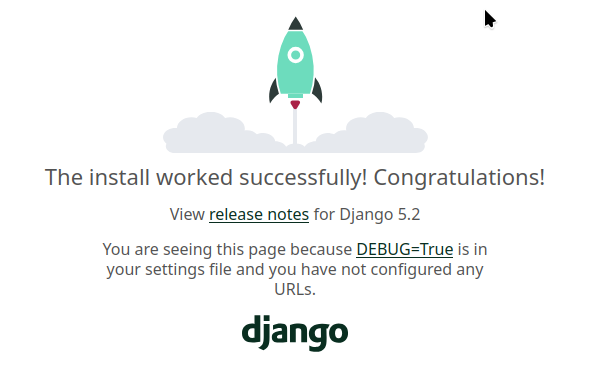 The install worked successfully! Congratulations!
View release notes for Django 5.2
You are seeing this page because DEBUG=True is in
your settings file and you have not configured any
URLs.
django